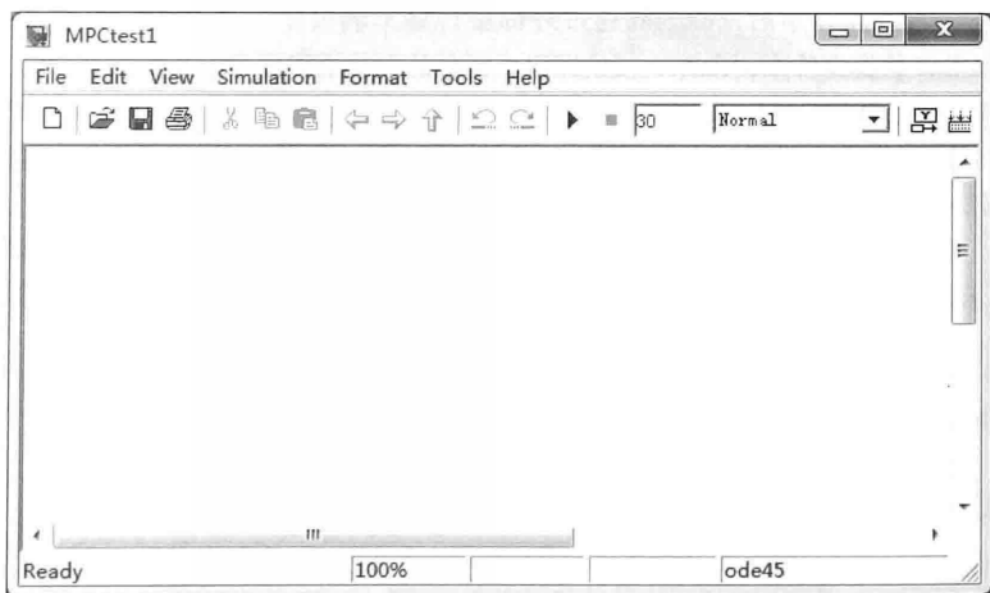 MPCtest1
File Edit View Simulation Format Tools Help
30 Normal
Ready 100% ode45